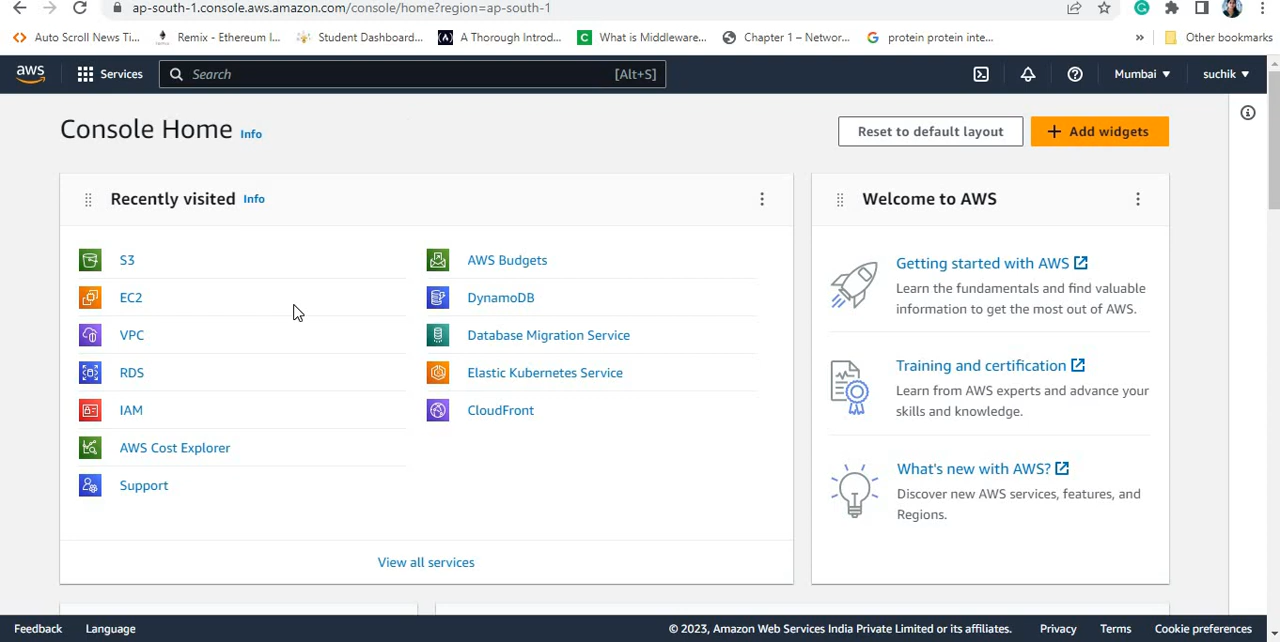 ap-south-1.console.aws.amazon.com/console/home?region=ap-south-1
Auto Scroll News Ti... Remix - Ethereum I... Student Dashboard... A Thorough Introd... What is Middleware... Chapter 1 – Networ... protein protein inte... » Other bookmarks
aws Services Search [Alt+S] Mumbai suchik
Console Home Info Reset to default layout + Add widgets
Recently visited Info
S3
EC2
VPC
RDS
IAM
AWS Cost Explorer
Support
AWS Budgets
DynamoDB
Database Migration Service
Elastic Kubernetes Service
CloudFront
View all services
Welcome to AWS
Getting started with AWS
Learn the fundamentals and find valuable
information to get the most out of AWS.
Training and certification
Learn from AWS experts and advance your
skills and knowledge.
What's new with AWS?
Discover new AWS services, features, and
Regions.
Feedback Language © 2023, Amazon Web Services India Private Limited or its affiliates. Privacy Terms Cookie preferences